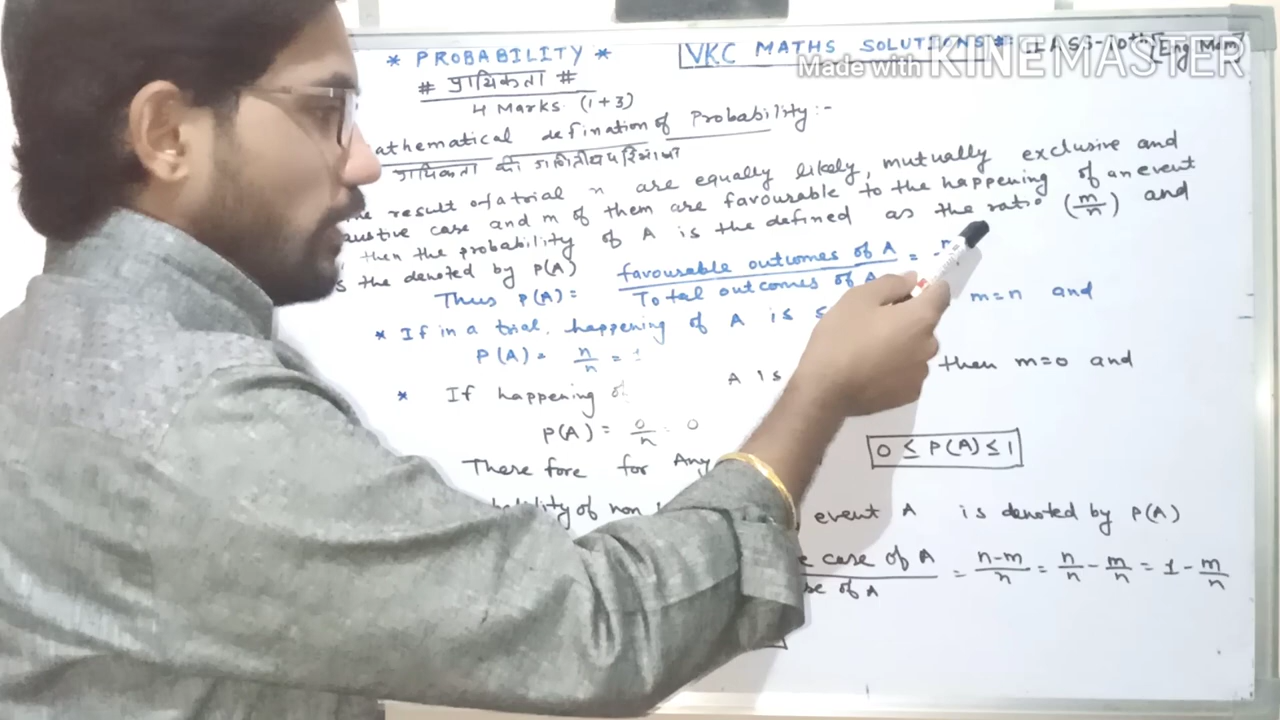 * PROBABILITY *
VKC MATHS SOLUTIONS
[Eng Med]
Made with KINEMASTER
# प्रायिकता #
4 Marks (1+3)
athematical defination of Probability:-
प्रायिकता की गणितीय परिभाषा
result of a trial n are equally likely, mutually exclusive and
austive case and m of them are favourable to the happening of an event
then the probability of A is the defined as the ratio (m/n) and
s the denoted by P(A)
Thus P(A) = favourable outcomes of A / Total outcomes of A =
* If in a trial, happening of A is m=n and
P(A) = n/n = 1
* If happening of A is then m=0 and
P(A) = 0/n = 0
There fore for Any 0 ≤ P(A) ≤ 1
of non event A is denoted by P(A)
case of A / of A = n-m/n = n/n - m/n = 1 - m/n